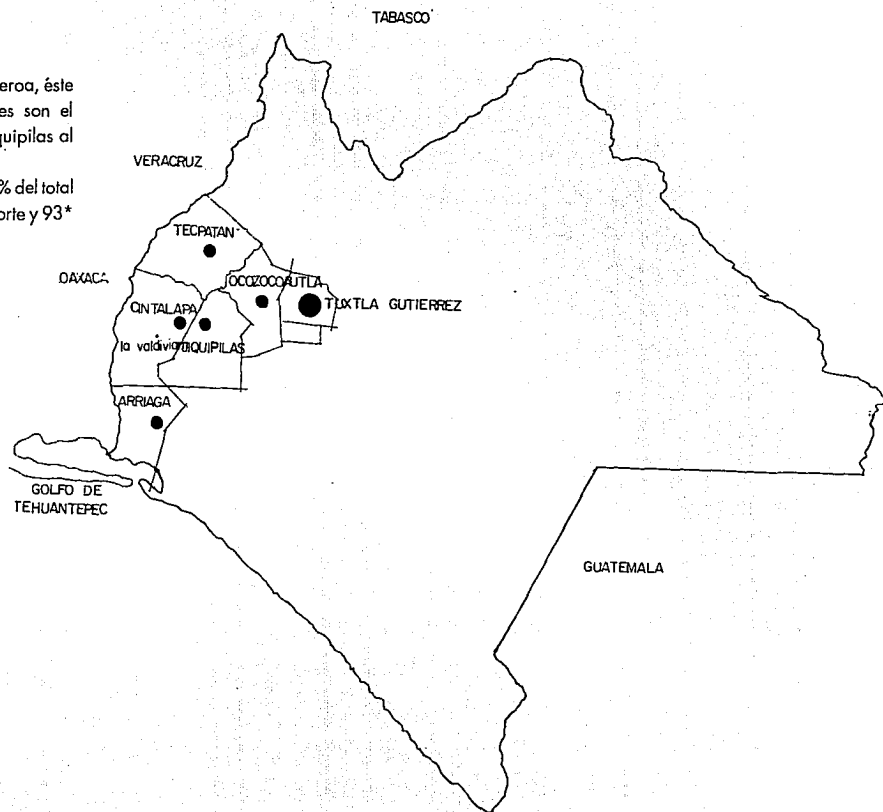 TABASCO
eroa, éste
es son el
quipilas al
% del total
orte y 93*
VERACRUZ
TECPATAN
OAXACA
OCOZOCOAUTLA
CINTALAPA
TUXTLA GUTIERREZ
la valdiviana
JIQUIPILAS
ARRIAGA
GOLFO DE
TEHUANTEPEC
GUATEMALA